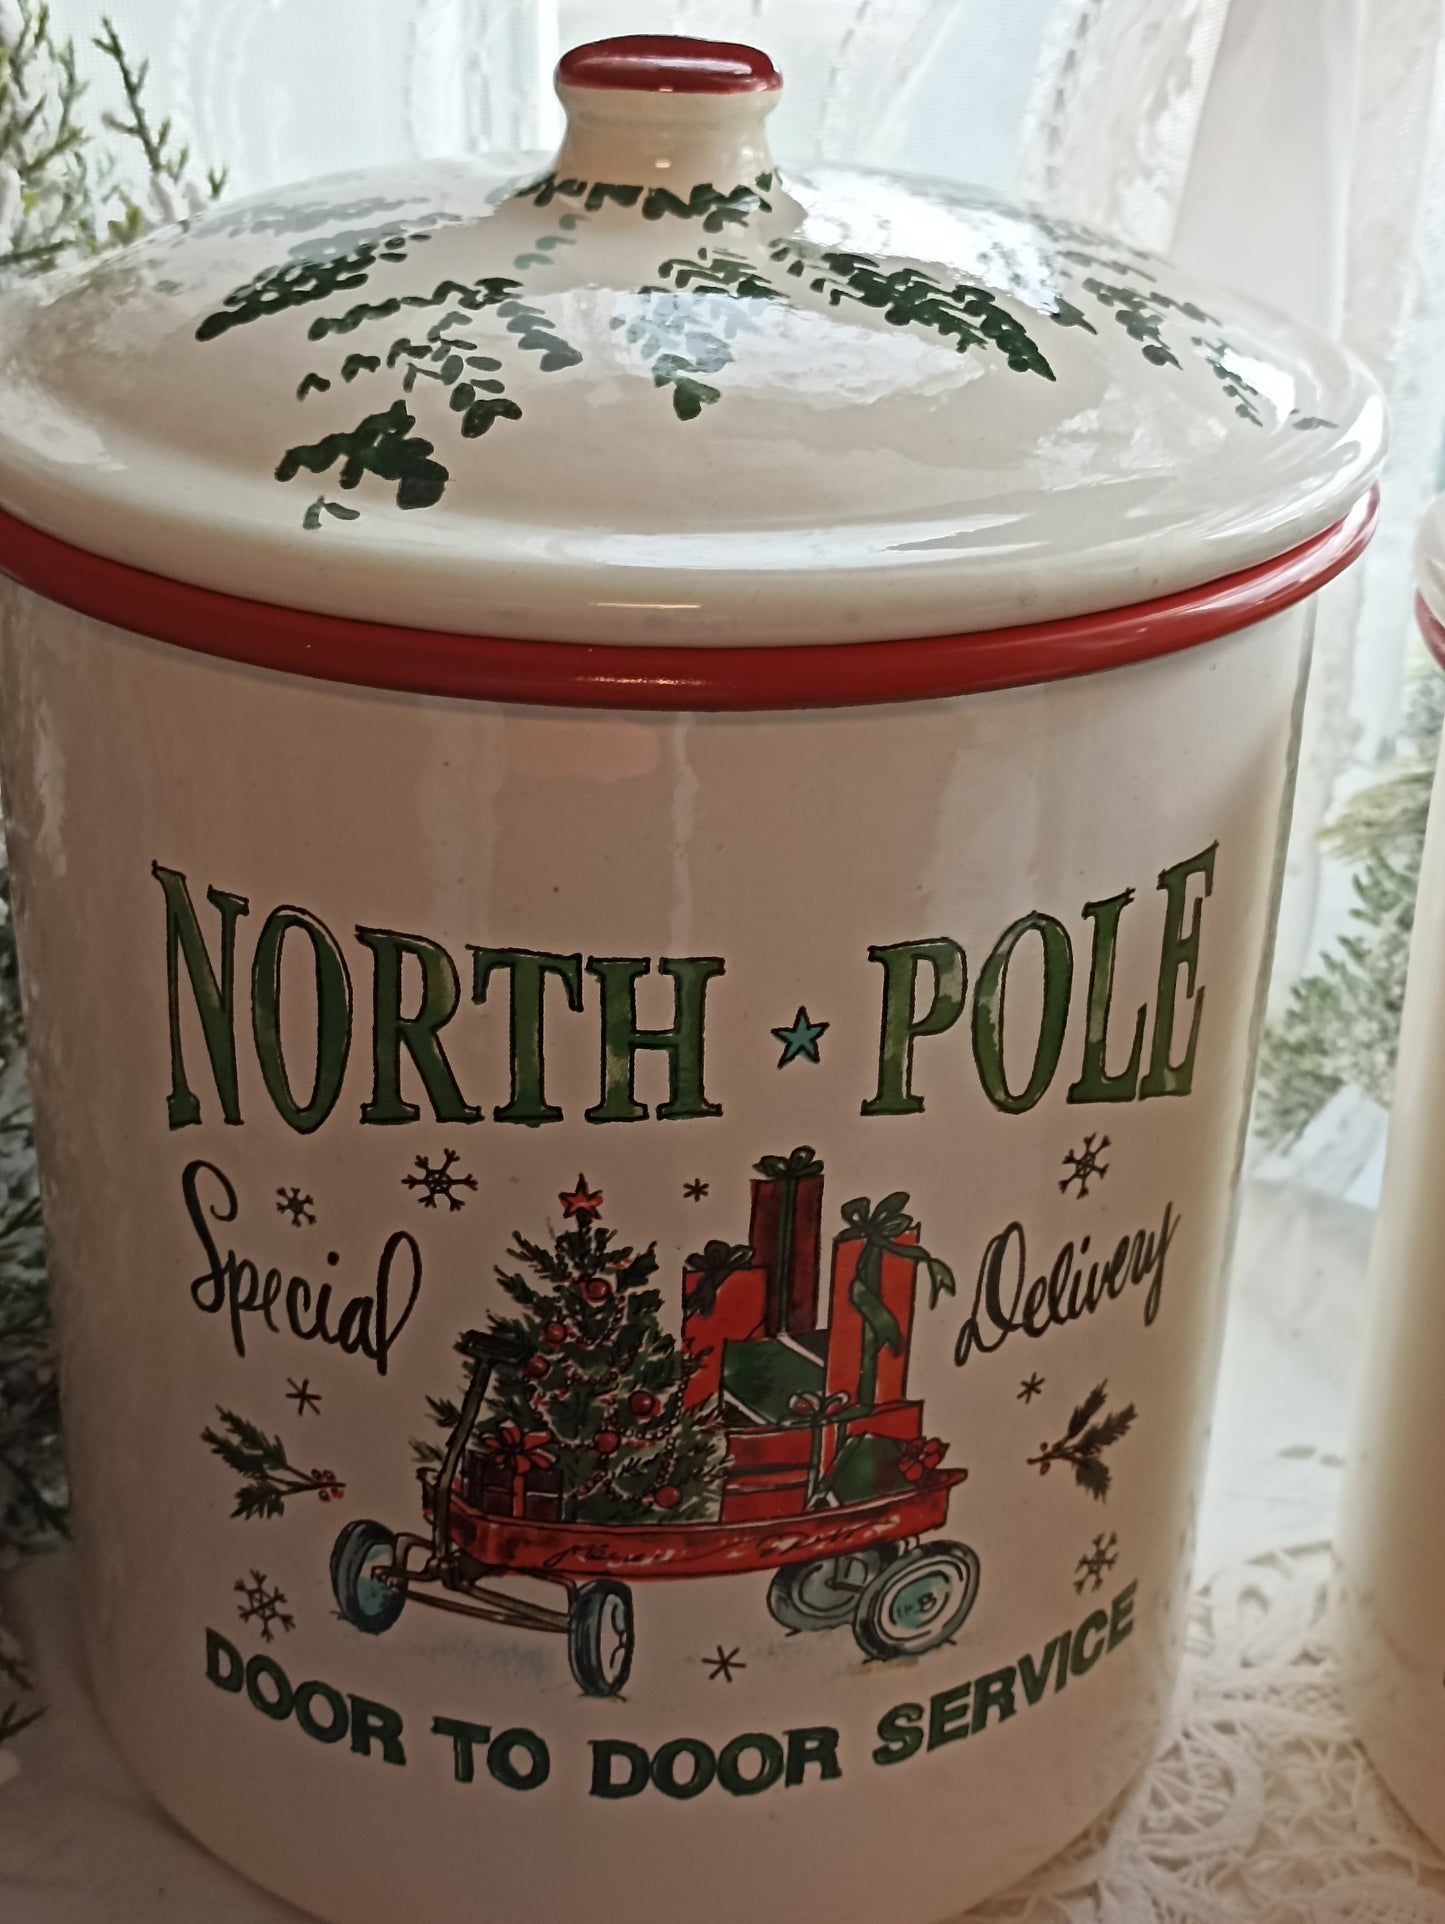 NORTH ★ POLE
Special Delivery
DOOR TO DOOR SERVICE